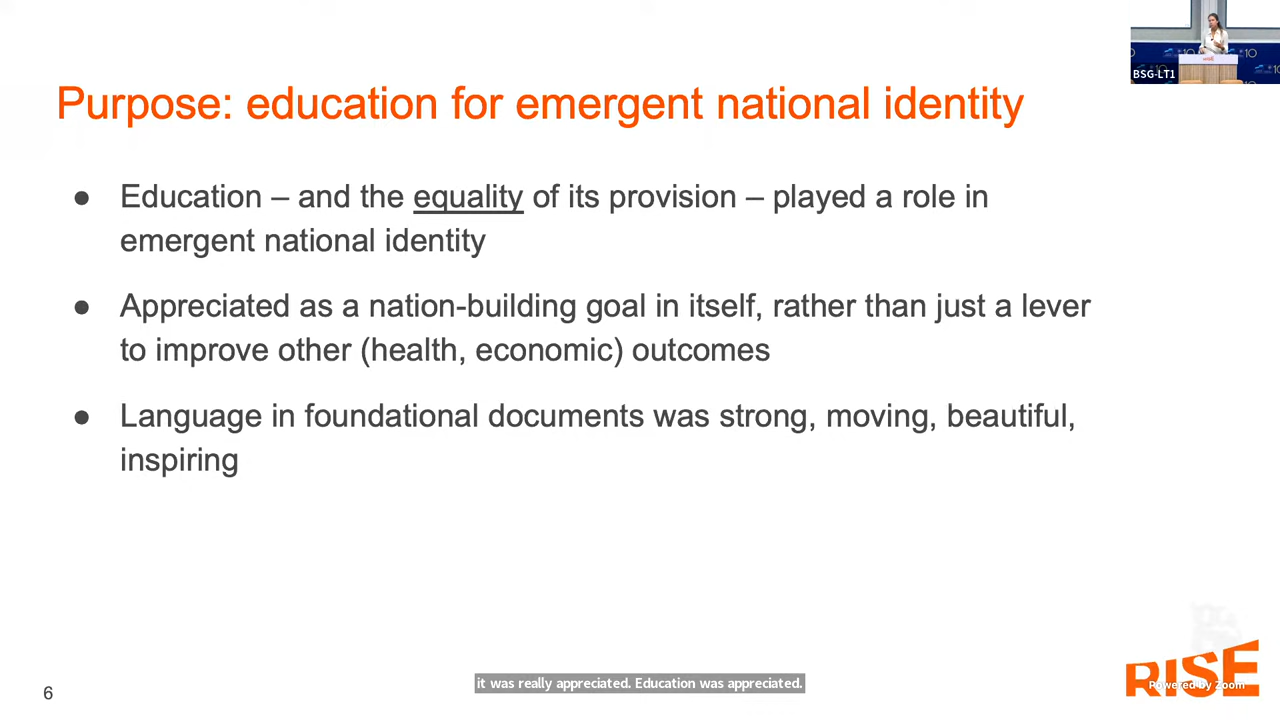 BSG-LT1
Purpose: education for emergent national identity
● Education – and the equality of its provision – played a role in
emergent national identity
● Appreciated as a nation-building goal in itself, rather than just a lever
to improve other (health, economic) outcomes
● Language in foundational documents was strong, moving, beautiful,
inspiring
it was really appreciated. Education was appreciated.
6
RISE
Powered by Zoom